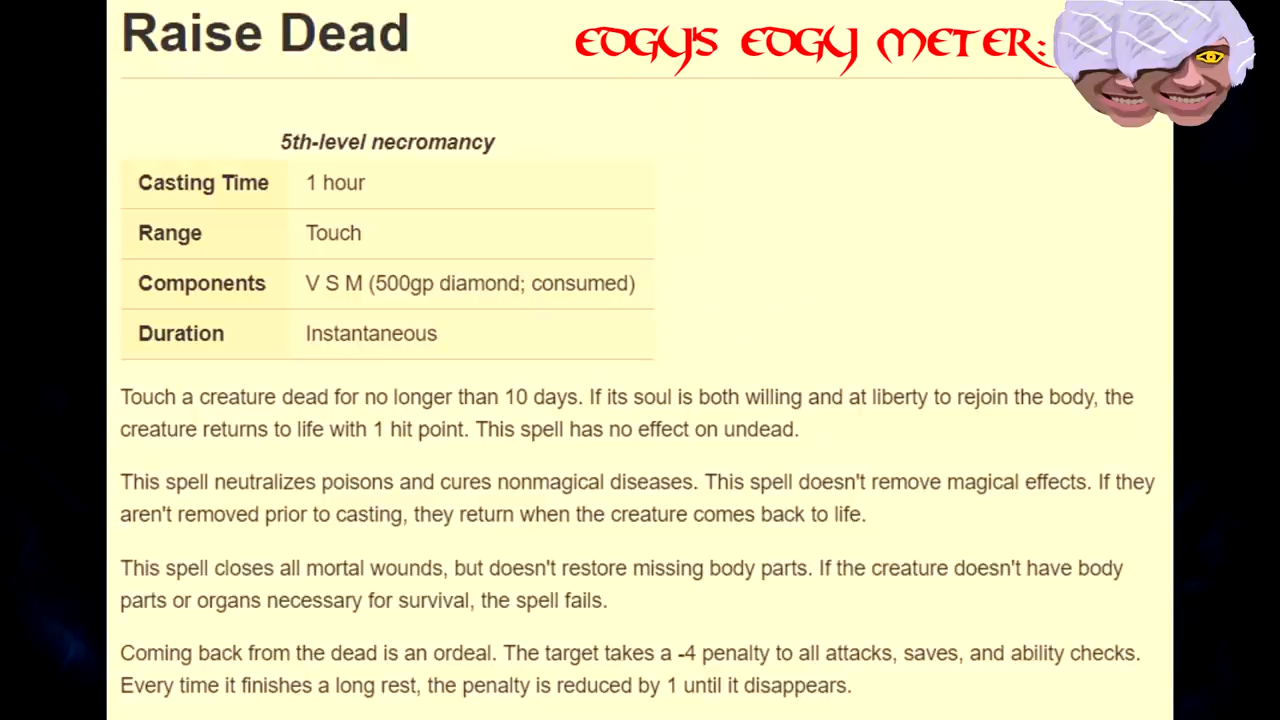 Raise Dead
EDGY'S EDGY METER:
5th-level necromancy
Casting Time 1 hour
Range Touch
Components V S M (500gp diamond; consumed)
Duration Instantaneous
Touch a creature dead for no longer than 10 days. If its soul is both willing and at liberty to rejoin the body, the
creature returns to life with 1 hit point. This spell has no effect on undead.
This spell neutralizes poisons and cures nonmagical diseases. This spell doesn't remove magical effects. If they
aren't removed prior to casting, they return when the creature comes back to life.
This spell closes all mortal wounds, but doesn't restore missing body parts. If the creature doesn't have body
parts or organs necessary for survival, the spell fails.
Coming back from the dead is an ordeal. The target takes a -4 penalty to all attacks, saves, and ability checks.
Every time it finishes a long rest, the penalty is reduced by 1 until it disappears.